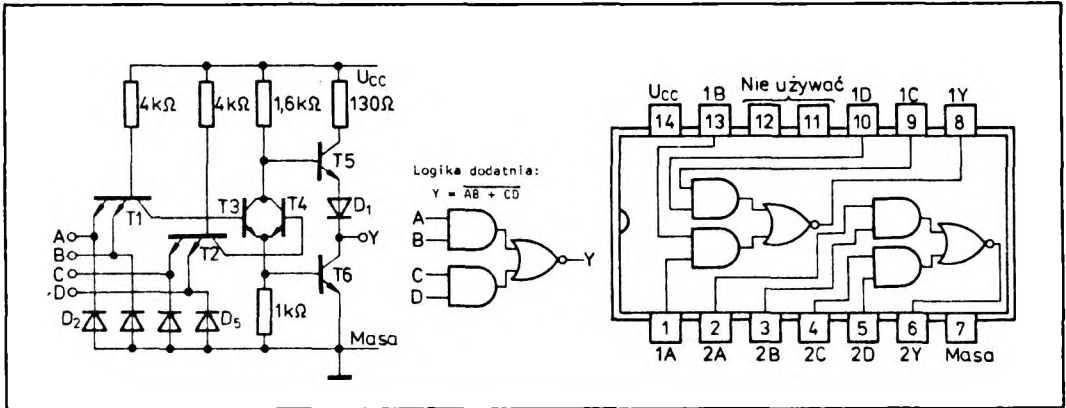 UCC
4kΩ 4kΩ 1,6kΩ 130Ω
T5
D1
T1 T3 T4 Y
T2
A
B
C
D
T6
D2 D5 1kΩ
Masa
Logika dodatnia:
Y = AB + CD
A
B
C
D
Y
UCC 1B Nie używać 1D 1C 1Y
14 13 12 11 10 9 8
1 2 3 4 5 6 7
1A 2A 2B 2C 2D 2Y Masa